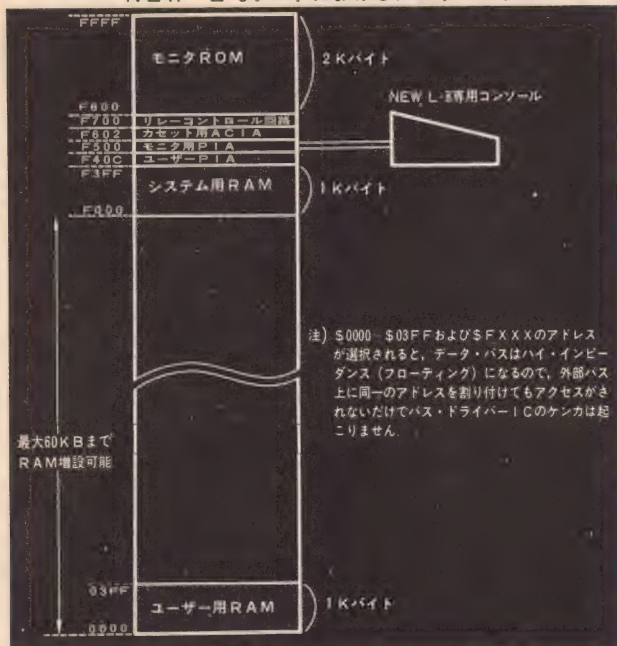 FFFF
モニタROM
2Kバイト
F800
NEW L-Ⅲ専用コンソール
F700 リレーコントロール回路
F602 カセット用ACIA
F500 モニタ用PIA
F40C ユーザーPIA
F3FF
システム用RAM
1Kバイト
F000
注) $0000-$03FFおよび$FXXXのアドレス
が選択されると,データ・バスはハイ・インピー
ダンス(フローティング)になるので,外部バス
上に同一のアドレスを割り付けてもアクセスがさ
れないだけでバス・ドライバーICのケンカは起
こりません.
最大60KBまで
RAM増設可能
03FF
ユーザー用RAM
1Kバイト
0000